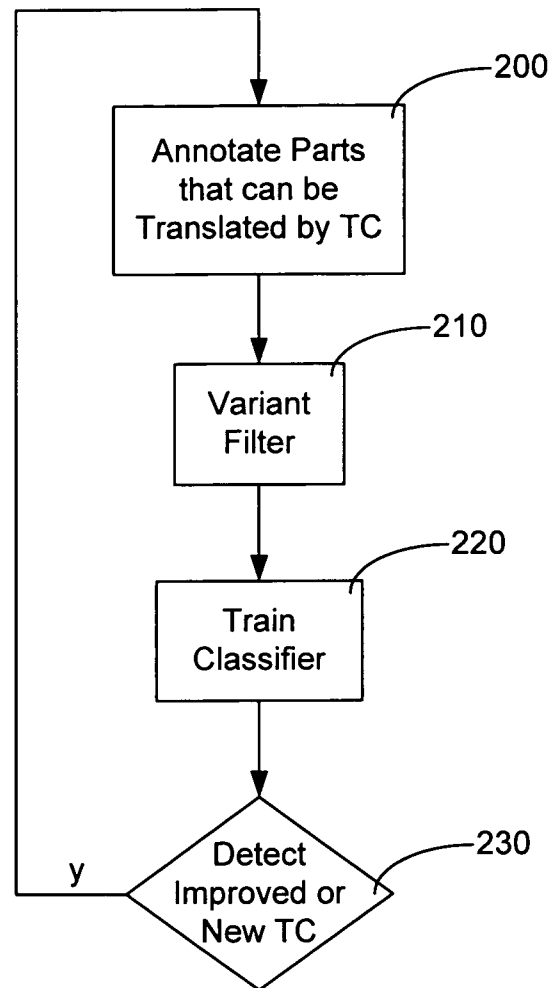 200
Annotate Parts
that can be
Translated by TC
210
Variant
Filter
220
Train
Classifier
230
Detect
Improved or
New TC
y